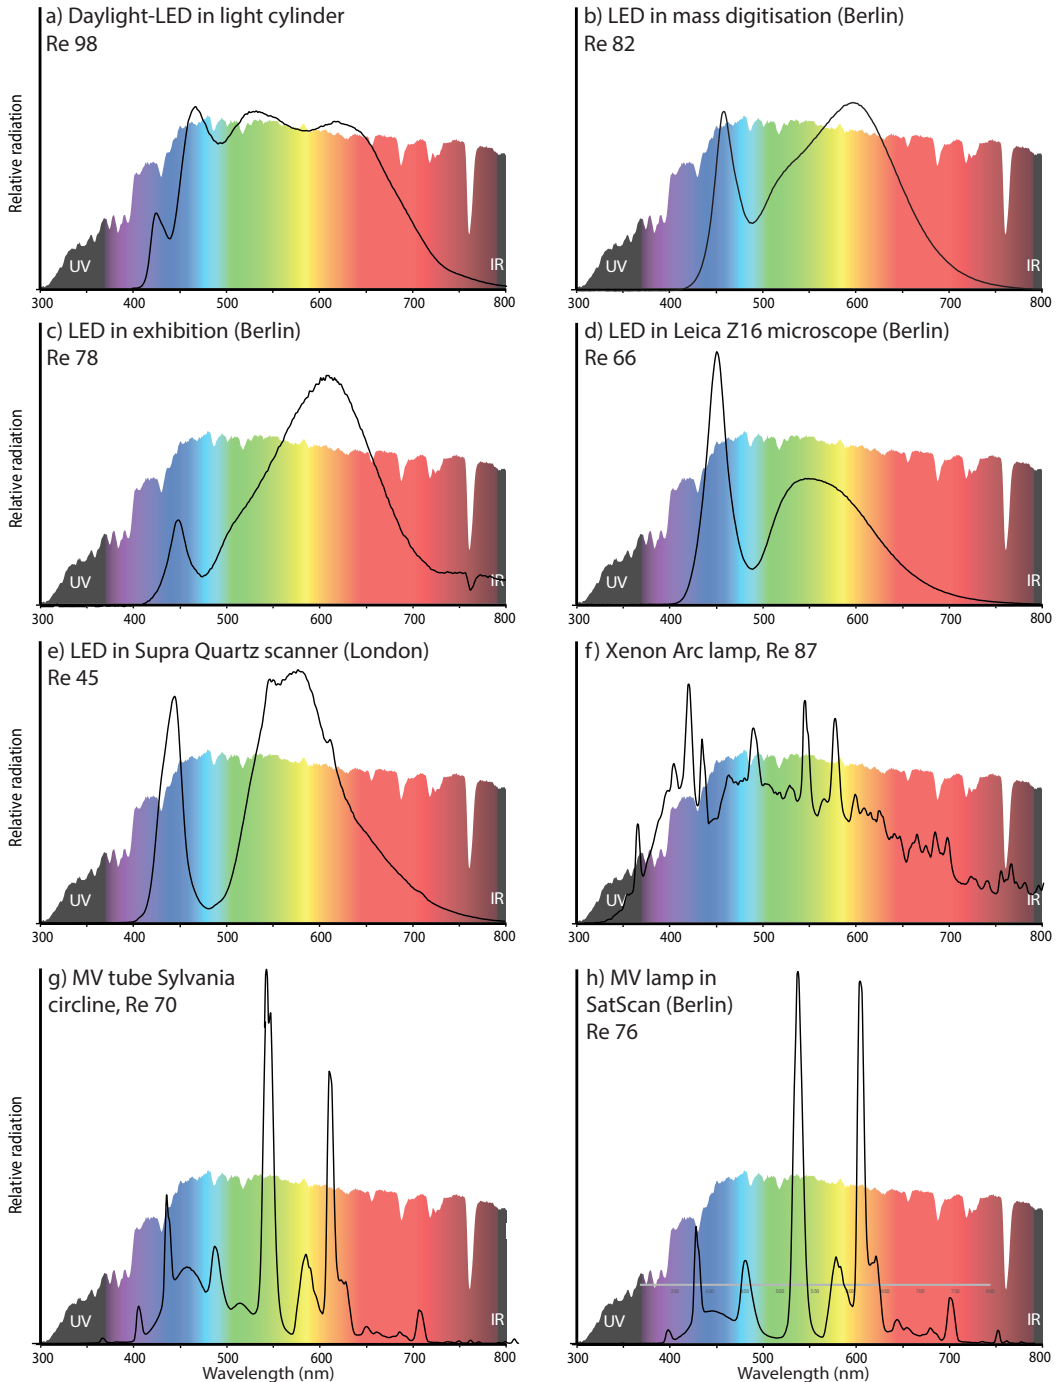 a) Daylight-LED in light cylinder
Re 98
Relative radiation
UV
IR
300 400 500 600 700 800
b) LED in mass digitisation (Berlin)
Re 82
UV
IR
300 400 500 600 700 800
c) LED in exhibition (Berlin)
Re 78
Relative radiation
UV
IR
300 400 500 600 700 800
d) LED in Leica Z16 microscope (Berlin)
Re 66
UV
IR
300 400 500 600 700 800
e) LED in Supra Quartz scanner (London)
Re 45
Relative radiation
UV
IR
300 400 500 600 700 800
f) Xenon Arc lamp, Re 87
UV
IR
300 400 500 600 700 800
g) MV tube Sylvania
circline, Re 70
Relative radiation
UV
IR
300 400 500 600 700 800
Wavelength (nm)
h) MV lamp in
SatScan (Berlin)
Re 76
UV
IR
300 400 500 600 700 800
Wavelength (nm)